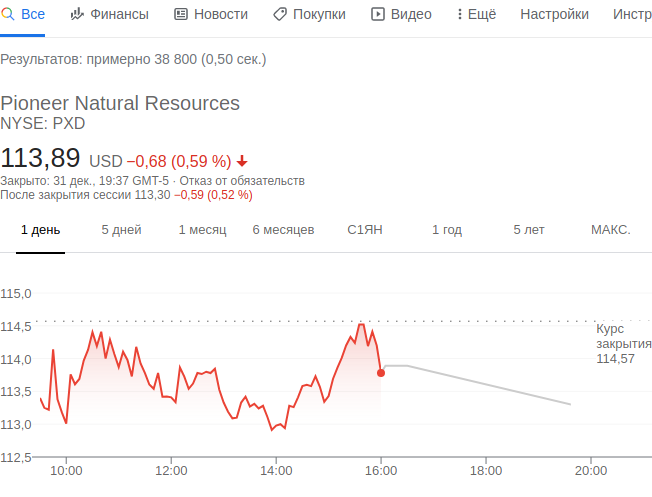 Все Финансы Новости Покупки Видео Ещё Настройки Инстр
Результатов: примерно 38 800 (0,50 сек.)
Pioneer Natural Resources
NYSE: PXD
113,89 USD −0,68 (0,59 %)
Закрыто: 31 дек., 19:37 GMT-5 · Отказ от обязательств
После закрытия сессии 113,30 −0,59 (0,52 %)
1 день 5 дней 1 месяц 6 месяцев С1ЯН 1 год 5 лет МАКС.
115,0
114,5
Курс
закрытия
114,57
114,0
113,5
113,0
112,5
10:00 12:00 14:00 16:00 18:00 20:00